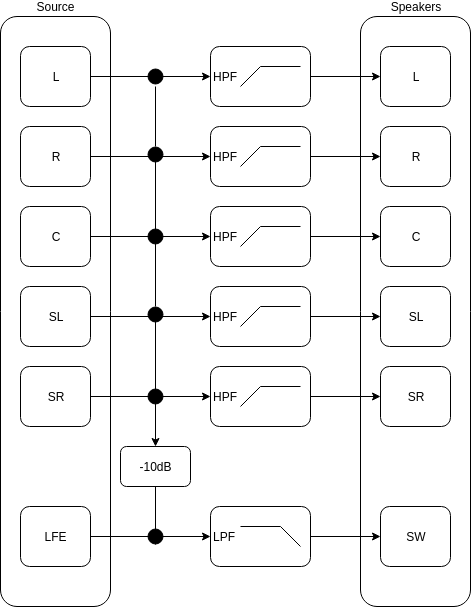 Source
Speakers
L
HPF
L
R
HPF
R
C
HPF
C
SL
HPF
SL
SR
HPF
SR
-10dB
LFE
LPF
SW